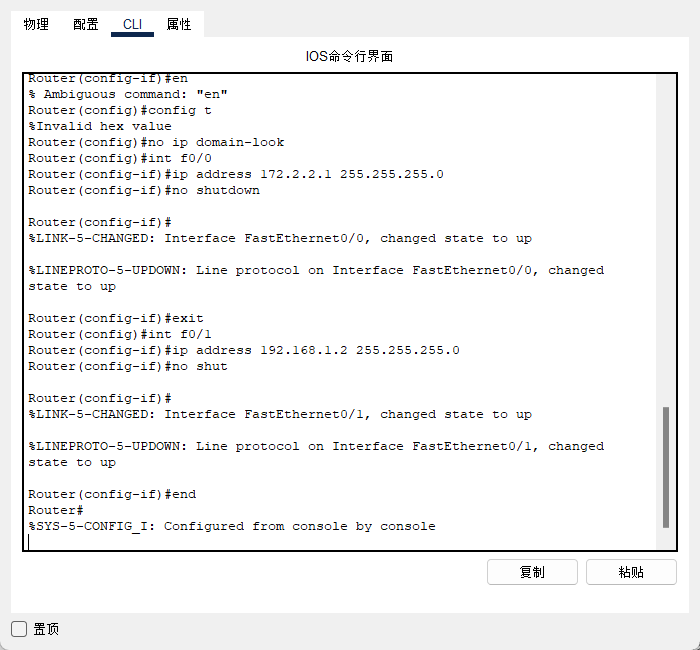 物理 配置 CLI 属性
IOS命令行界面
Router(config-if)#en
% Ambiguous command: "en"
Router(config)#config t
%Invalid hex value
Router(config)#no ip domain-look
Router(config)#int f0/0
Router(config-if)#ip address 172.2.2.1 255.255.255.0
Router(config-if)#no shutdown
Router(config-if)#
%LINK-5-CHANGED: Interface FastEthernet0/0, changed state to up
%LINEPROTO-5-UPDOWN: Line protocol on Interface FastEthernet0/0, changed
state to up
Router(config-if)#exit
Router(config)#int f0/1
Router(config-if)#ip address 192.168.1.2 255.255.255.0
Router(config-if)#no shut
Router(config-if)#
%LINK-5-CHANGED: Interface FastEthernet0/1, changed state to up
%LINEPROTO-5-UPDOWN: Line protocol on Interface FastEthernet0/1, changed
state to up
Router(config-if)#end
Router#
%SYS-5-CONFIG_I: Configured from console by console
复制 粘贴
置顶